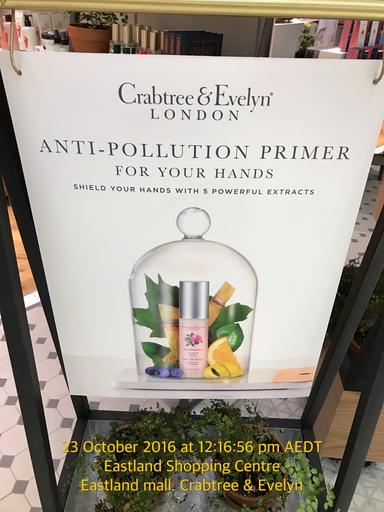 Crabtree & Evelyn®
LONDON
ANTI-POLLUTION PRIMER
FOR YOUR HANDS
SHIELD YOUR HANDS WITH 5 POWERFUL EXTRACTS
23 October 2016 at 12:16:56 pm AEDT
Eastland Shopping Centre
Eastland mall. Crabtree & Evelyn